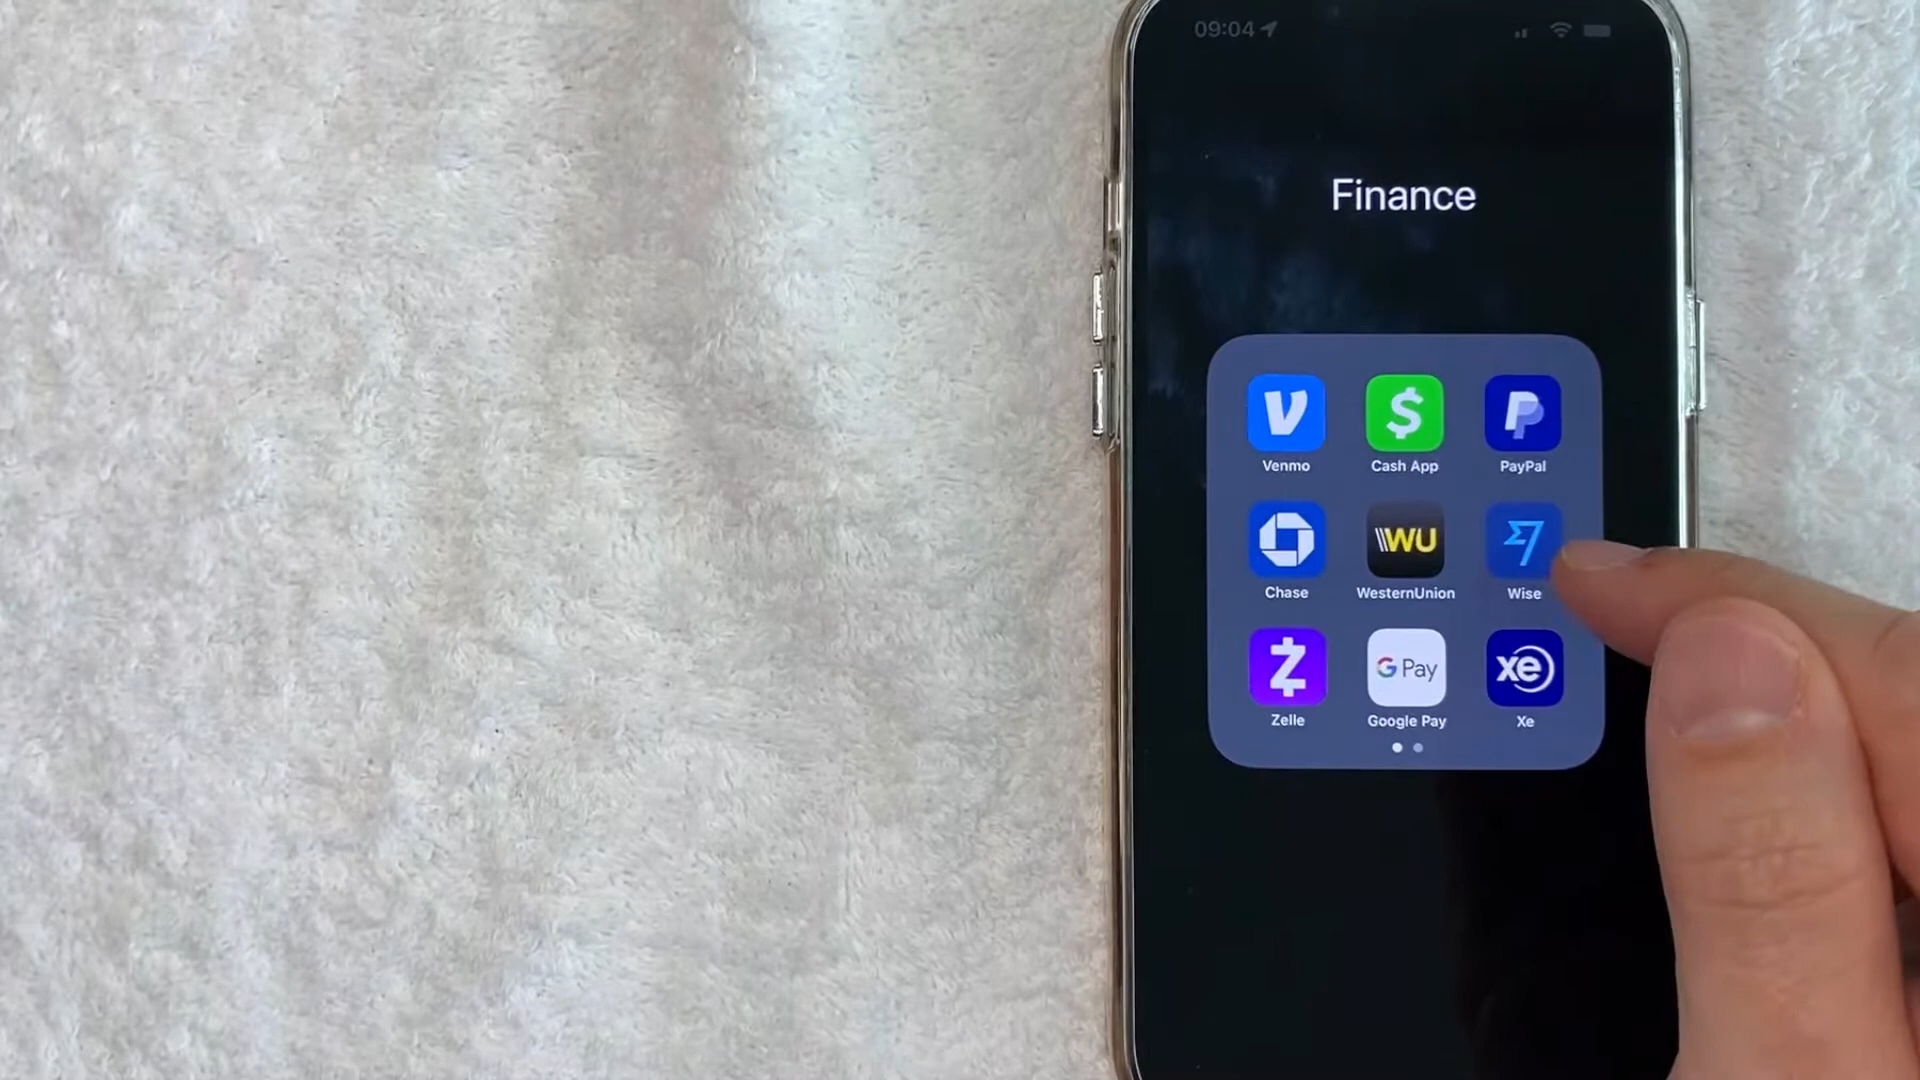 09:04
Finance
Venmo
Cash App
PayPal
WU
Chase
WesternUnion
Wise
G Pay
xe
Zelle
Google Pay
Xe